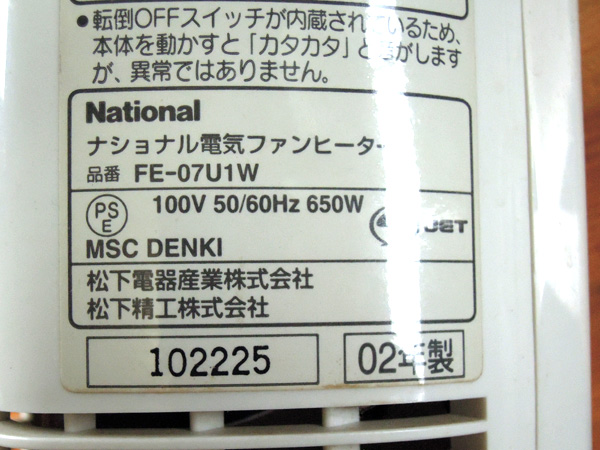 ●転倒OFFスイッチが内蔵されているため、
本体を動かすと「カタカタ」と音がします
が、異常ではありません。
National
ナショナル電気ファンヒーター
品番 FE-07U1W
PS
E
100V 50/60Hz 650W
JET
MSC DENKI
松下電器産業株式会社
松下精工株式会社
102225
02年製